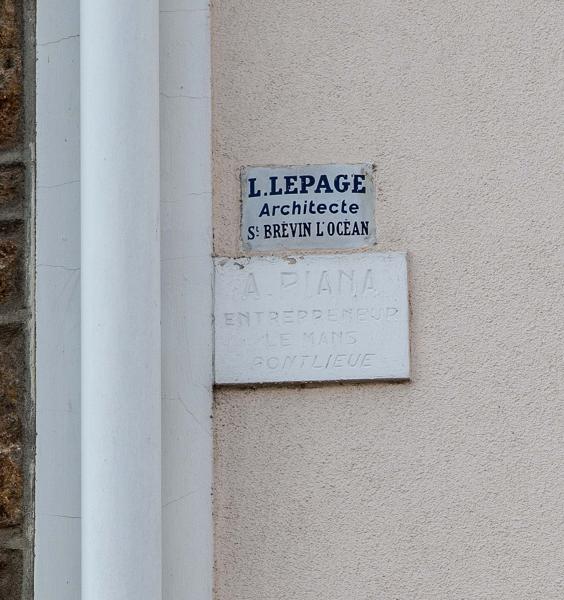 L. LEPAGE
Architecte
St BRÉVIN L'OCÉAN
A. PIANA
ENTREPRENEUR
LE MANS
PONTLIEUE